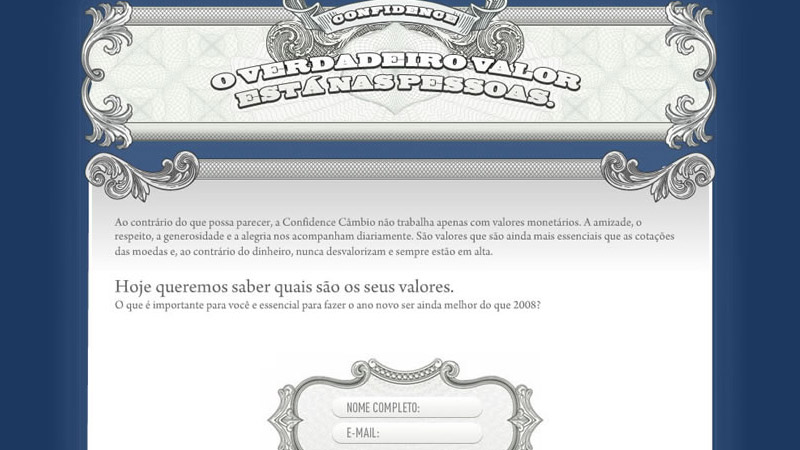 CONFIDENCE
O VERDADEIRO VALOR
ESTÁ NAS PESSOAS.
Ao contrário do que possa parecer, a Confidence Câmbio não trabalha apenas com valores monetários. A amizade, o
respeito, a generosidade e a alegria nos acompanham diariamente. São valores que são ainda mais essenciais que as cotações
das moedas e, ao contrário do dinheiro, nunca desvalorizam e sempre estão em alta.
Hoje queremos saber quais são os seus valores.
O que é importante para você e essencial para fazer o ano novo ser ainda melhor do que 2008?
NOME COMPLETO:
E-MAIL: